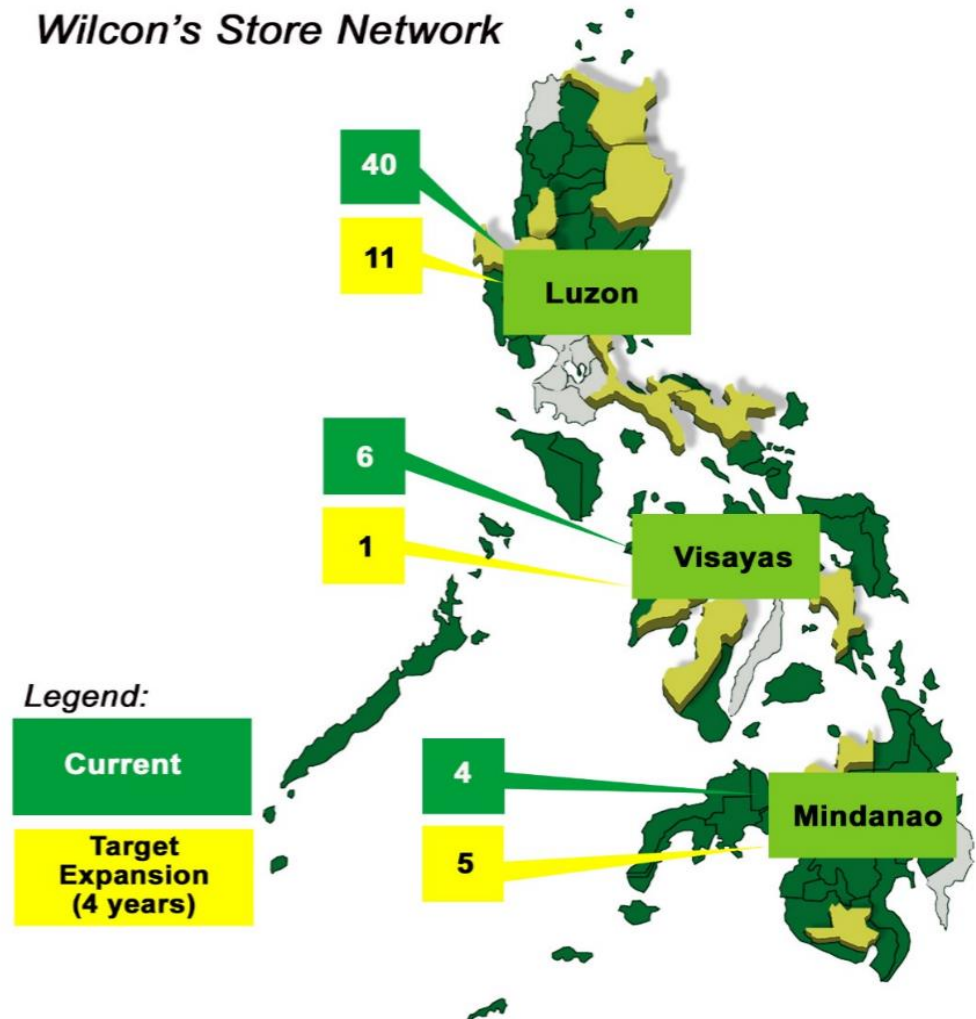 Wilcon's Store Network
40
11
Luzon
6
1
Visayas
Legend:
Current
Target
Expansion
(4 years)
4
5
Mindanao